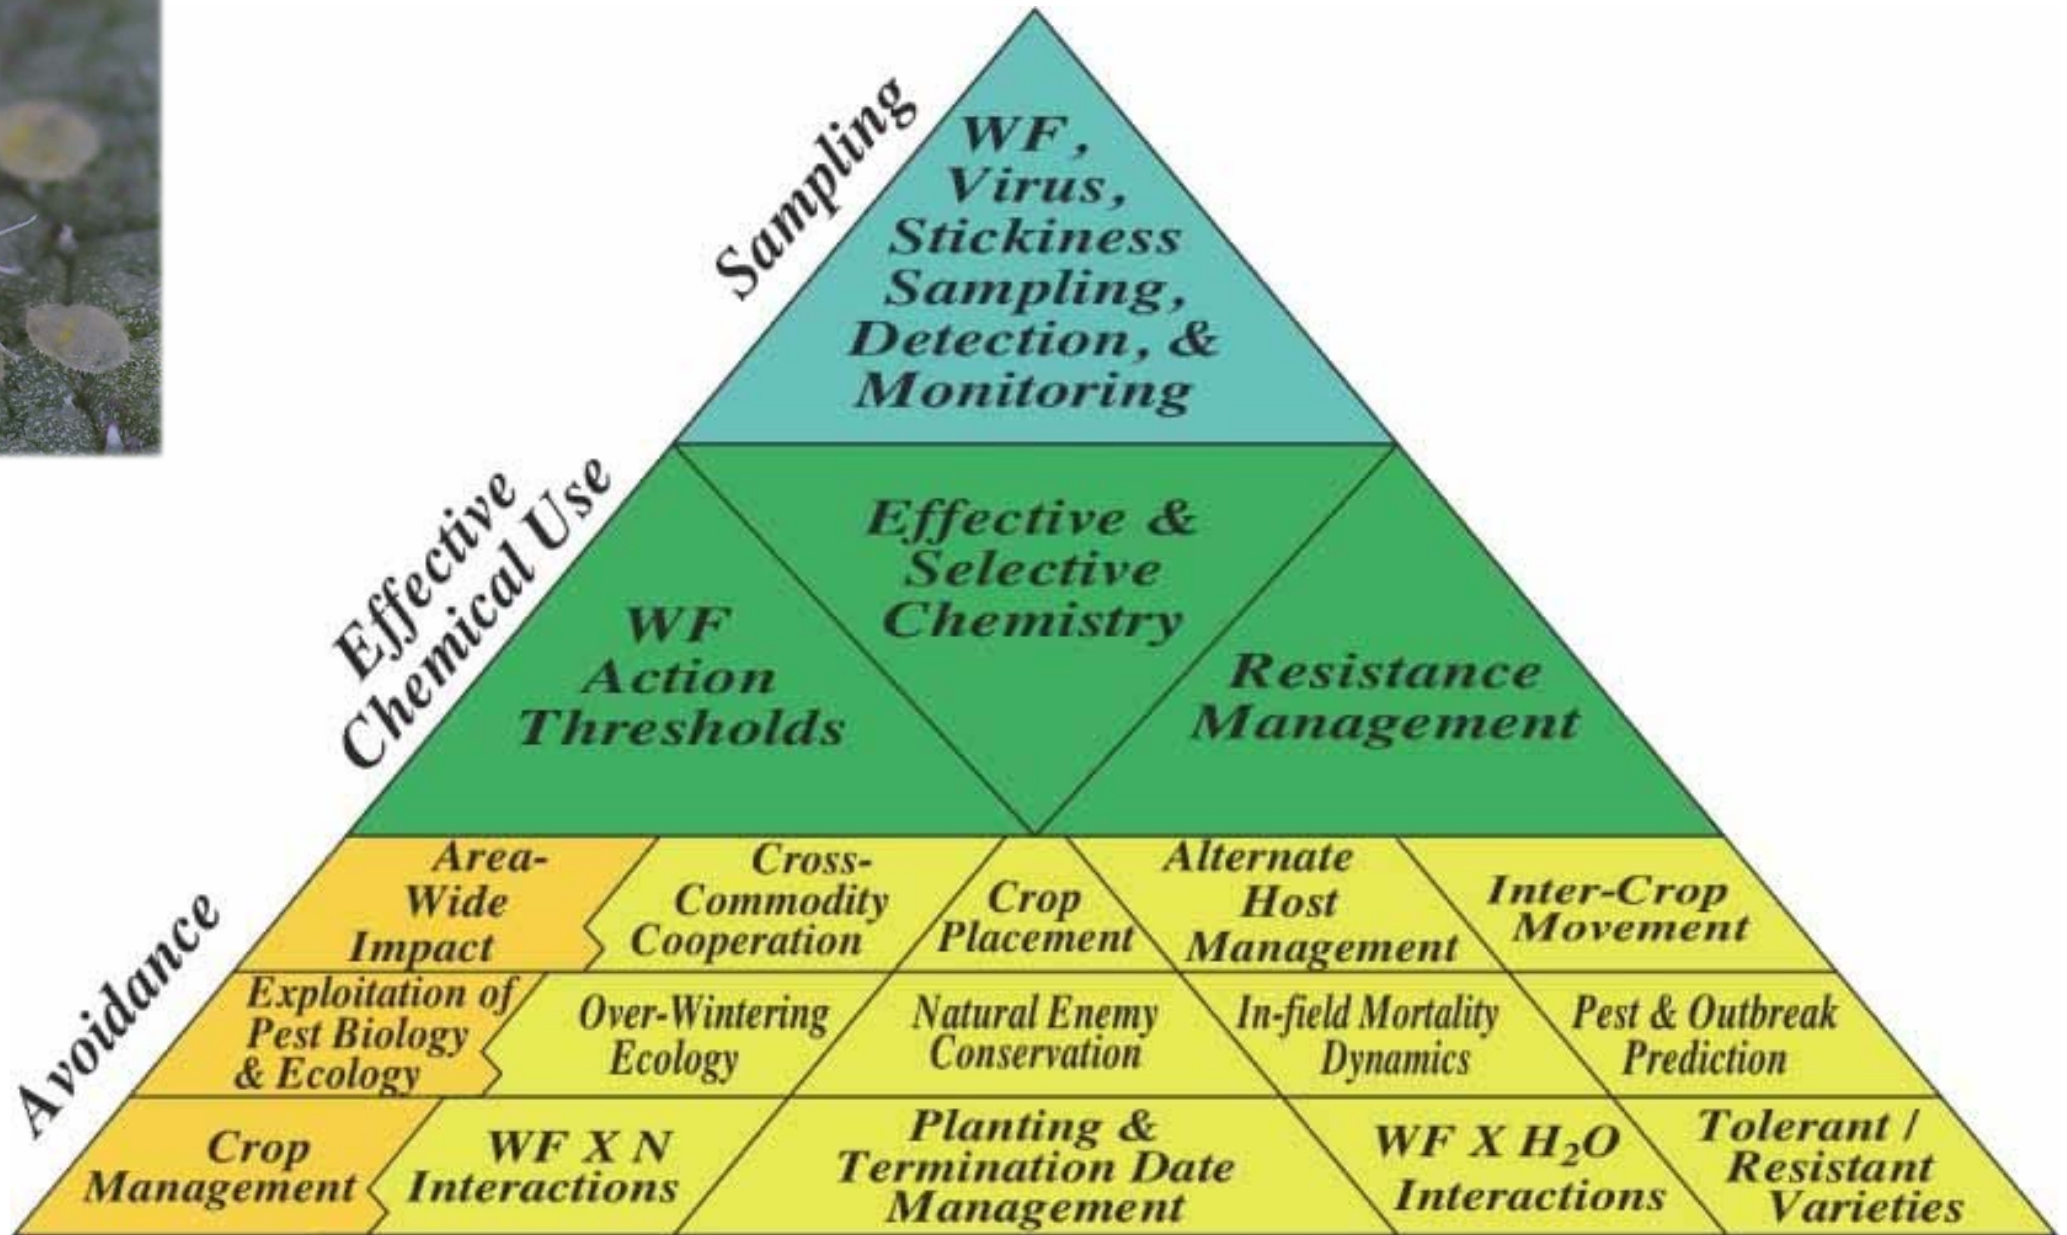 Sampling
WF,
Virus,
Stickiness
Sampling,
Detection, &
Monitoring
Effective
Chemical Use
WF
Action
Thresholds
Effective &
Selective
Chemistry
Resistance
Management
Avoidance
Area-
Wide
Impact
Cross-
Commodity
Cooperation
Crop
Placement
Alternate
Host
Management
Inter-Crop
Movement
Exploitation of
Pest Biology
& Ecology
Over-Wintering
Ecology
Natural Enemy
Conservation
In-field Mortality
Dynamics
Pest & Outbreak
Prediction
Crop
Management
WF X N
Interactions
Planting &
Termination Date
Management
WF X H₂O
Interactions
Tolerant /
Resistant
Varieties